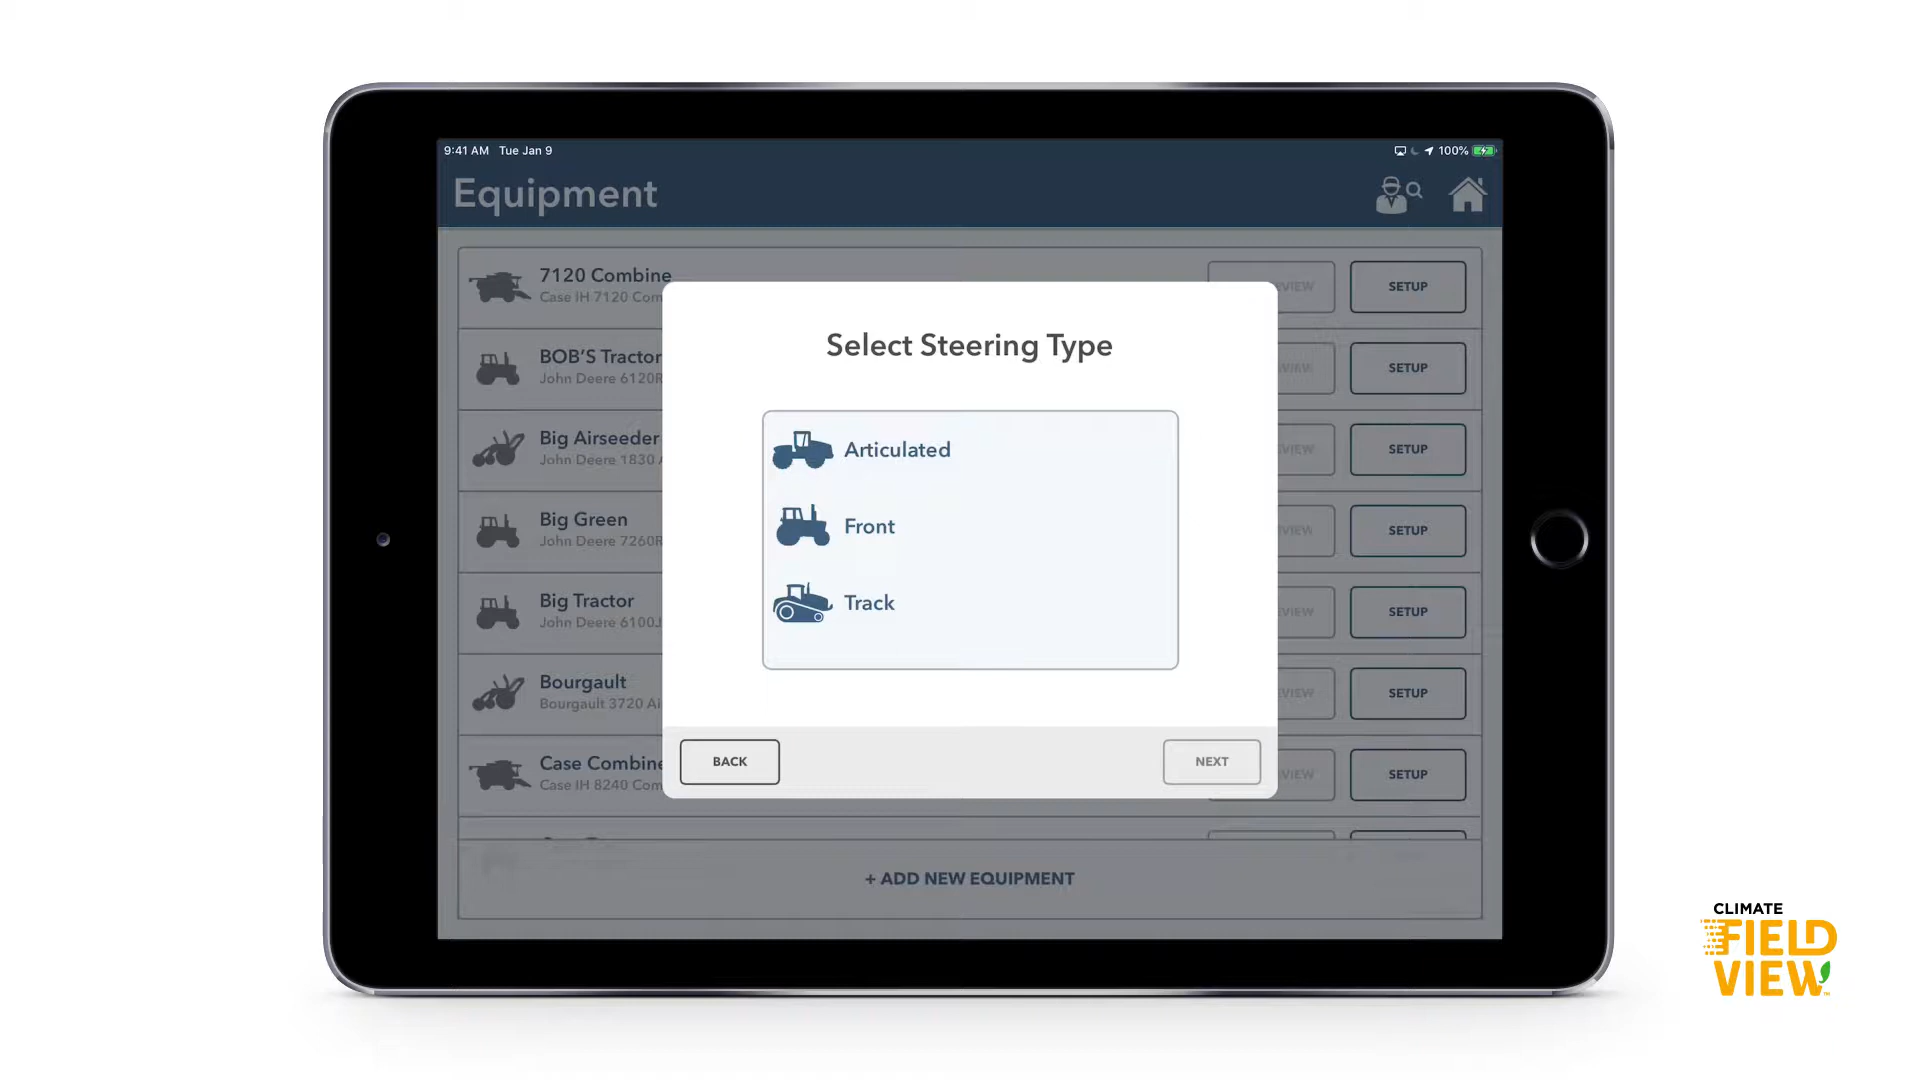 9:41 AM Tue Jan 9
100%
Equipment
7120 Combine
Case IH 7120 Com
SETUP
BOB'S Tractor
John Deere 6120R
SETUP
Big Airseeder
John Deere 1830
SETUP
Big Green
John Deere 7260R
SETUP
Big Tractor
John Deere 6100J
SETUP
Bourgault
Bourgault 3720 Ai
SETUP
Case Combine
Case IH 8240 Com
SETUP
Select Steering Type
Articulated
Front
Track
BACK
NEXT
+ ADD NEW EQUIPMENT
CLIMATE
FIELD
VIEW